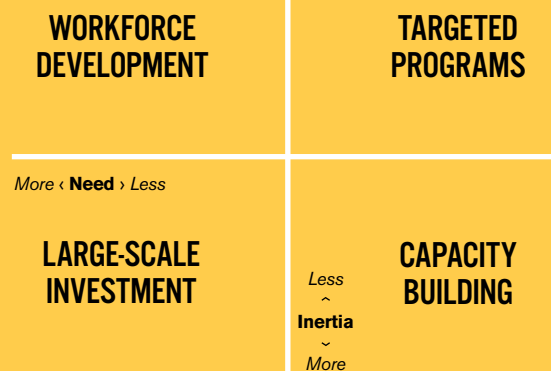 WORKFORCE
DEVELOPMENT
TARGETED
PROGRAMS
More ‹ Need › Less
LARGE-SCALE
INVESTMENT
Less
Inertia
More
CAPACITY
BUILDING